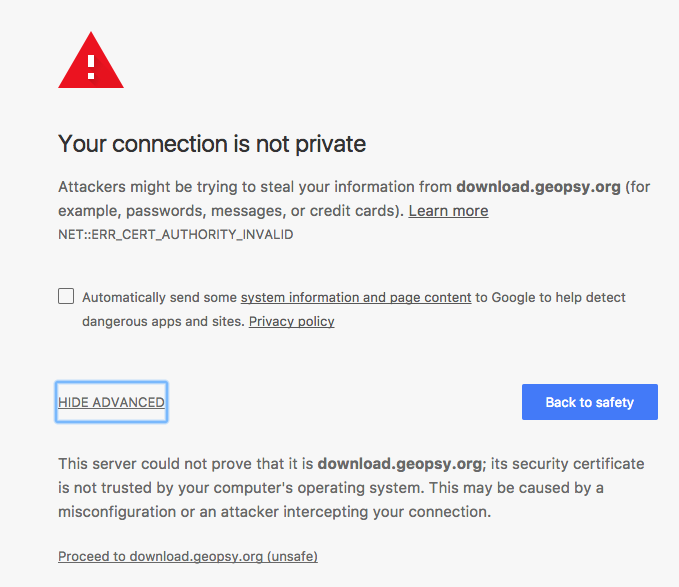 Your connection is not private
Attackers might be trying to steal your information from download.geopsy.org (for
example, passwords, messages, or credit cards). Learn more
NET::ERR_CERT_AUTHORITY_INVALID
Automatically send some system information and page content to Google to help detect
dangerous apps and sites. Privacy policy
HIDE ADVANCED
Back to safety
This server could not prove that it is download.geopsy.org; its security certificate
is not trusted by your computer's operating system. This may be caused by a
misconfiguration or an attacker intercepting your connection.
Proceed to download.geopsy.org (unsafe)